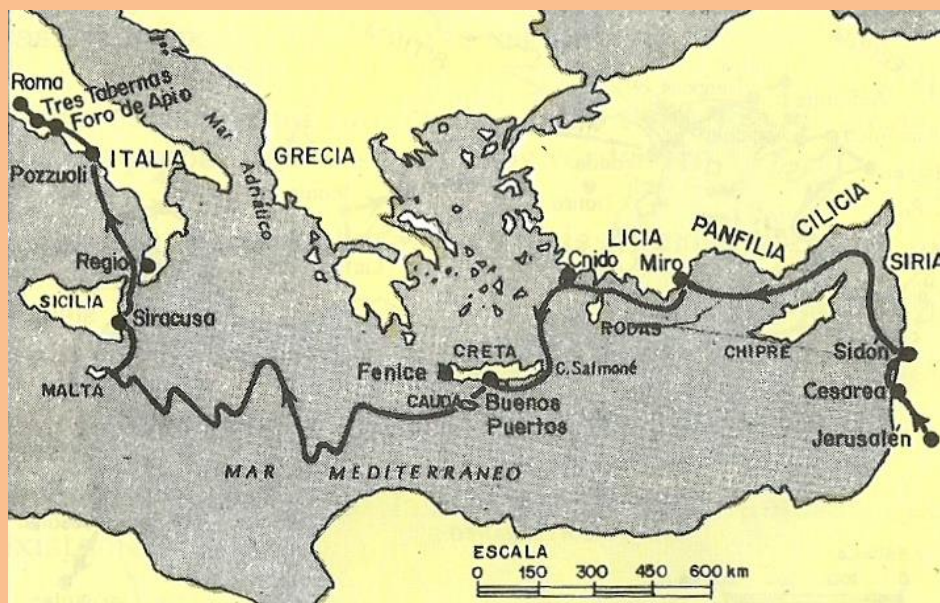 Roma
Tres Tabernas
Foro de Apio
ITALIA
Pozzuoli
Mar
Adriático
GRECIA
Regio
SICILIA
Siracusa
MALTA
Fenice
CRETA
CAUDA
Buenos
Puertos
C. Salmoné
Cnido
LICIA
Miro
PANFILIA
CILICIA
SIRIA
RODAS
CHIPRE
Sidón
Cesarea
Jerusalén
MAR MEDITERRANEO
ESCALA
0 150 300 450 600 km